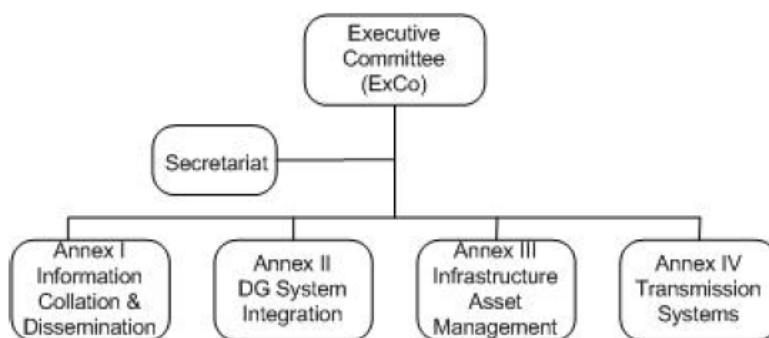 Executive
Committee
(ExCo)
Secretariat
Annex I
Information
Collation &
Dissemination
Annex II
DG System
Integration
Annex III
Infrastructure
Asset
Management
Annex IV
Transmission
Systems